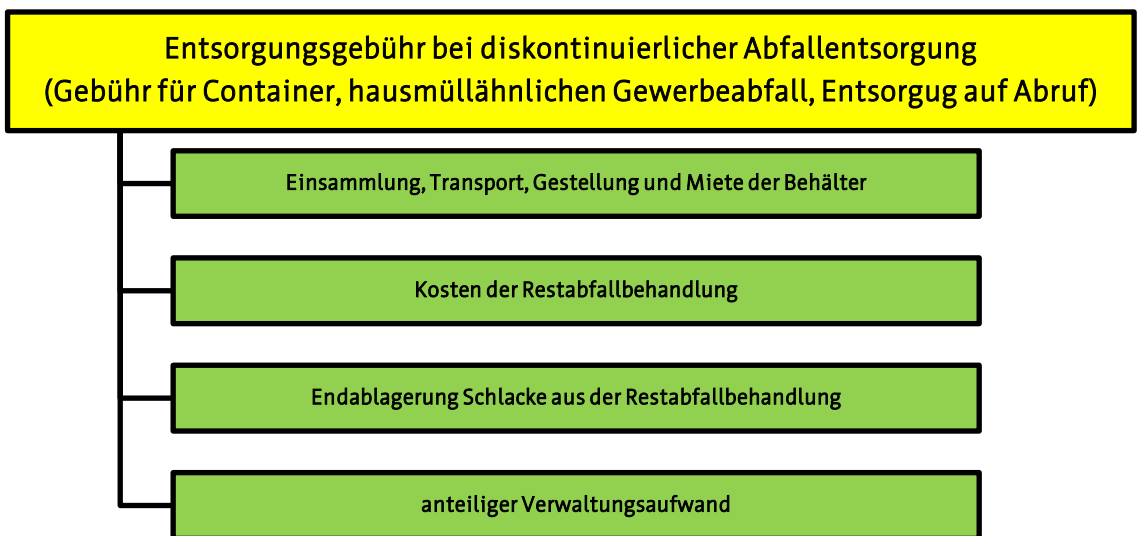 Entsorgungsgebühr bei diskontinuierlicher Abfallentsorgung
(Gebühr für Container, hausmüllähnlichen Gewerbeabfall, Entsorgug auf Abruf)
Einsammlung, Transport, Gestellung und Miete der Behälter
Kosten der Restabfallbehandlung
Endablagerung Schlacke aus der Restabfallbehandlung
anteiliger Verwaltungsaufwand